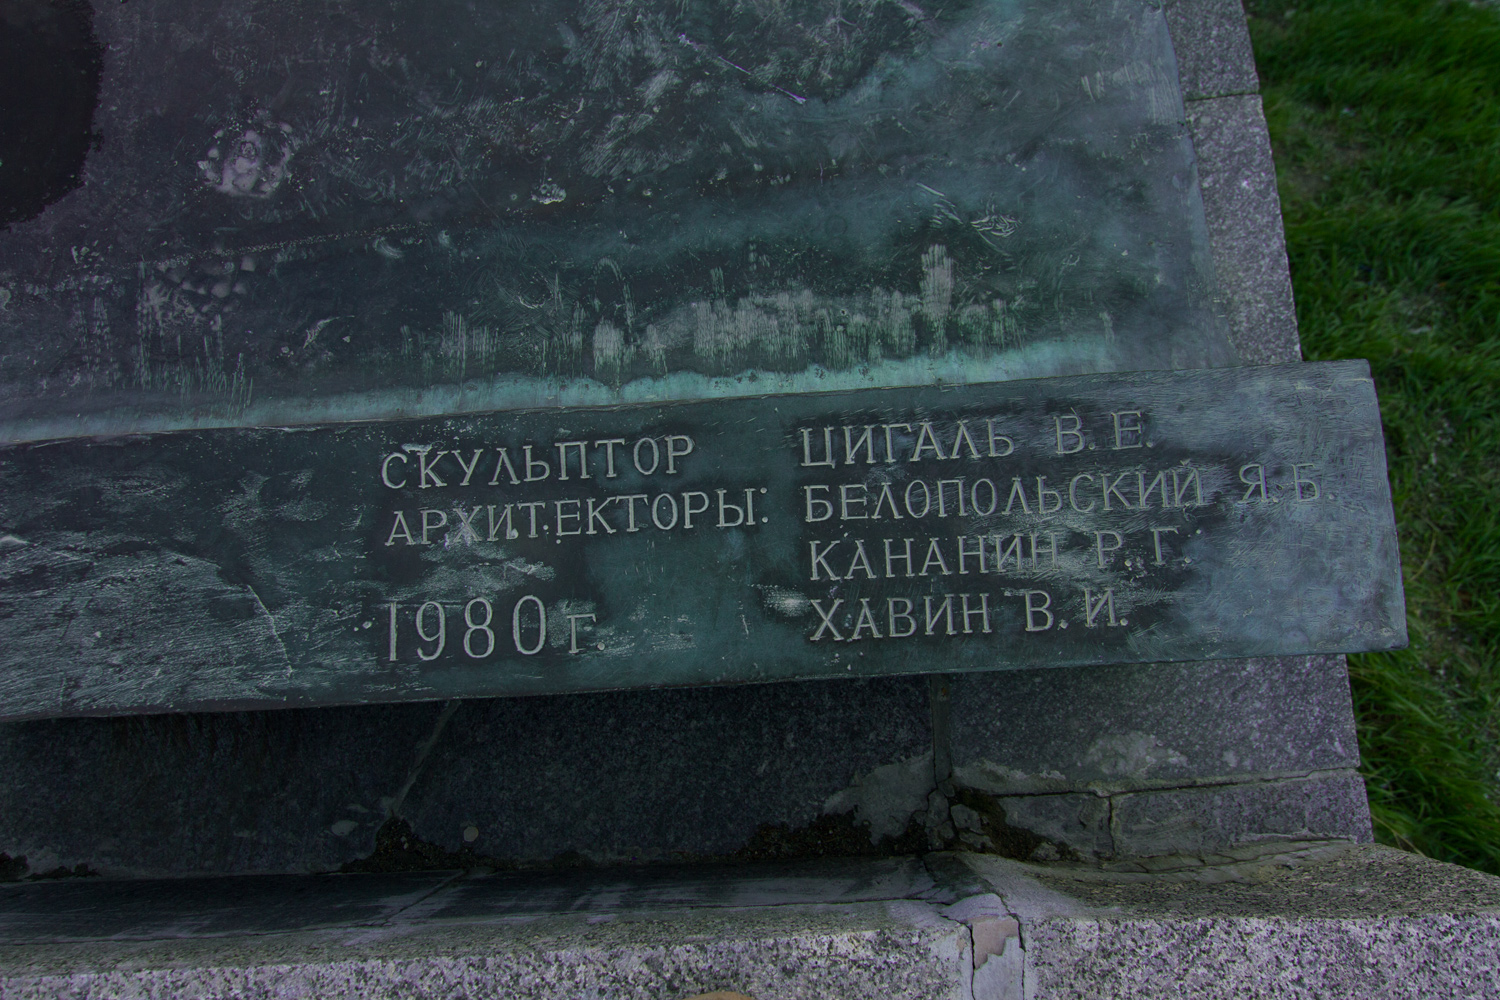 СКУЛЬПТОР ЦИГАЛЬ В. Е.
АРХИТЕКТОРЫ: БЕЛОПОЛЬСКИЙ Я. Б.
КАНАНИН Р. Г.
1980 г. ХАВИН В. И.